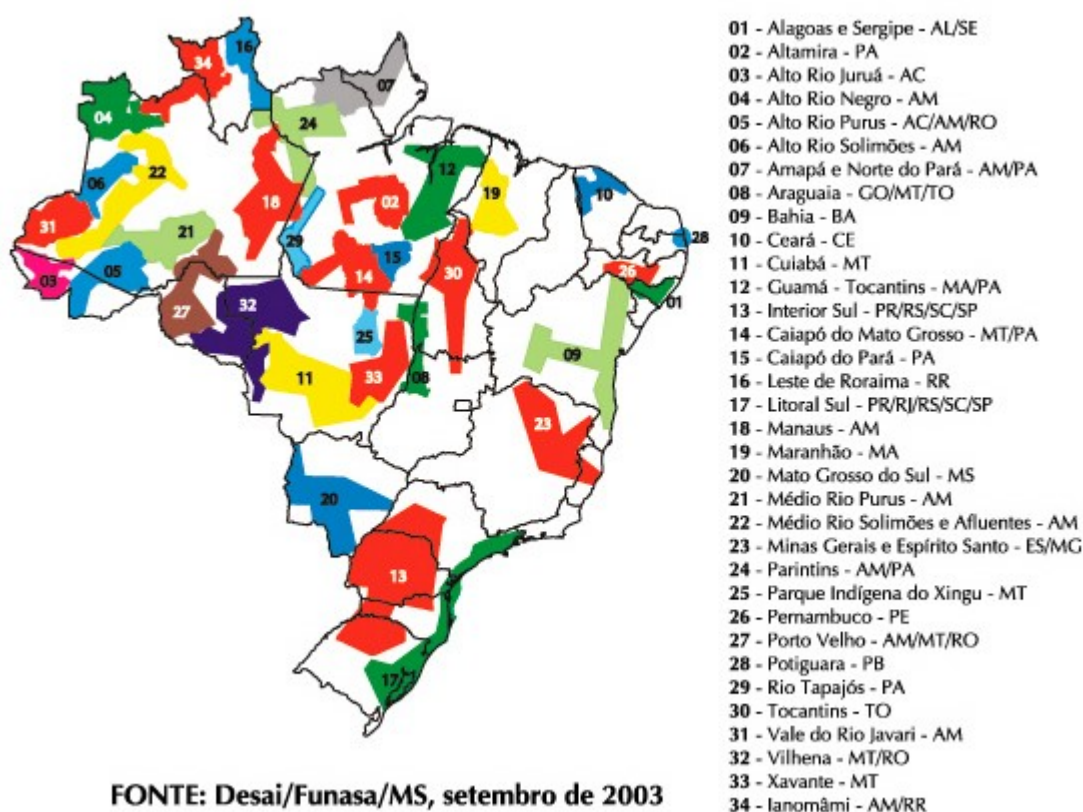 01 - Alagoas e Sergipe - AL/SE
02 - Altamira - PA
03 - Alto Rio Juruá - AC
04 - Alto Rio Negro - AM
05 - Alto Rio Purus - AC/AM/RO
06 - Alto Rio Solimões - AM
07 - Amapá e Norte do Pará - AM/PA
08 - Araguaia - GO/MT/TO
09 - Bahia - BA
10 - Ceará - CE
11 - Cuiabá - MT
12 - Guamá - Tocantins - MA/PA
13 - Interior Sul - PR/RS/SC/SP
14 - Caiapó do Mato Grosso - MT/PA
15 - Caiapó do Pará - PA
16 - Leste de Roraima - RR
17 - Litoral Sul - PR/RJ/RS/SC/SP
18 - Manaus - AM
19 - Maranhão - MA
20 - Mato Grosso do Sul - MS
21 - Médio Rio Purus - AM
22 - Médio Rio Solimões e Afluentes - AM
23 - Minas Gerais e Espírito Santo - ES/MG
24 - Parintins - AM/PA
25 - Parque Indígena do Xingu - MT
26 - Pernambuco - PE
27 - Porto Velho - AM/MT/RO
28 - Potiguara - PB
29 - Rio Tapajós - PA
30 - Tocantins - TO
31 - Vale do Rio Javari - AM
32 - Vilhena - MT/RO
33 - Xavante - MT
34 - Ianomâmi - AM/RR
16
34
07
04
24
12
22
06
19
10
18
02
31
21
29
28
03
05
14
15
30
26
01
27
32
25
09
11
33
08
23
20
13
17
FONTE: Desai/Funasa/MS, setembro de 2003